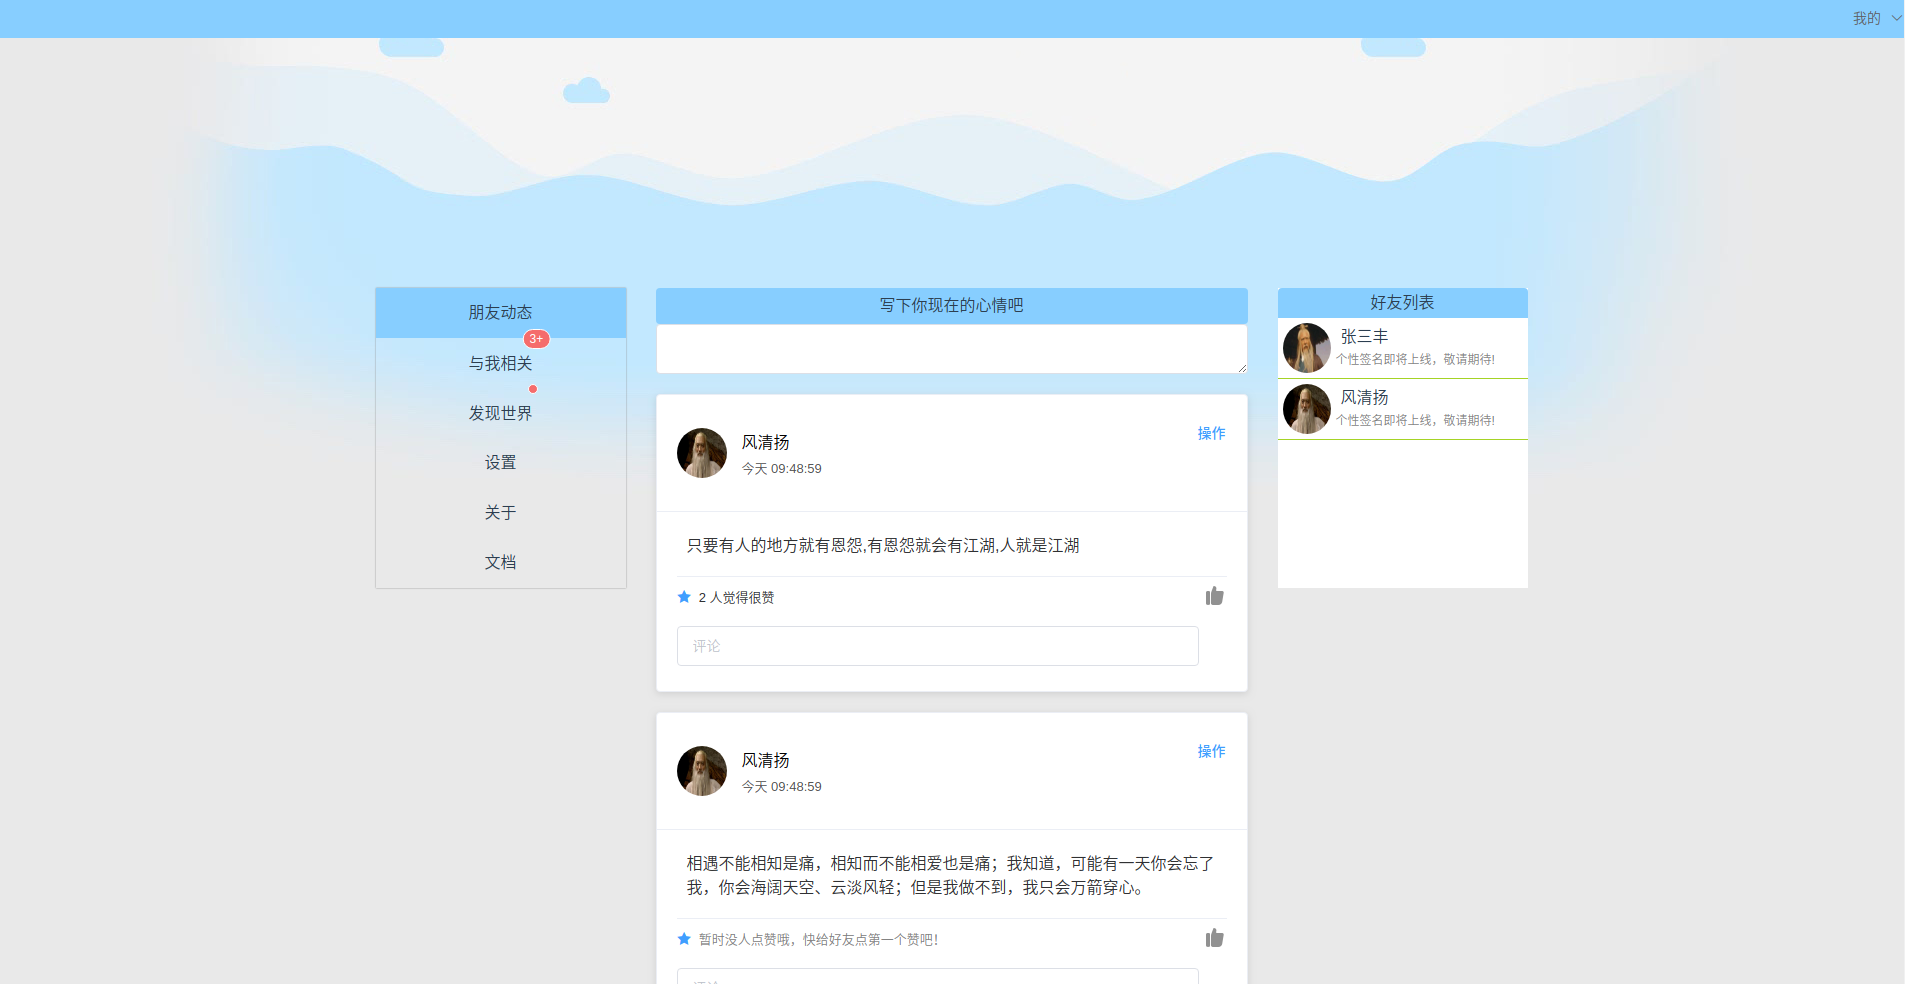 我的
朋友动态
3+
与我相关
发现世界
设置
关于
文档
写下你现在的心情吧
风清扬
操作
今天 09:48:59
只要有人的地方就有恩怨,有恩怨就会有江湖,人就是江湖
2 人觉得很赞
评论
风清扬
操作
今天 09:48:59
相遇不能相知是痛，相知而不能相爱也是痛；我知道，可能有一天你会忘了
我，你会海阔天空、云淡风轻；但是我做不到，我只会万箭穿心。
暂时没人点赞哦，快给好友点第一个赞吧！
好友列表
张三丰
个性签名即将上线，敬请期待!
风清扬
个性签名即将上线，敬请期待!